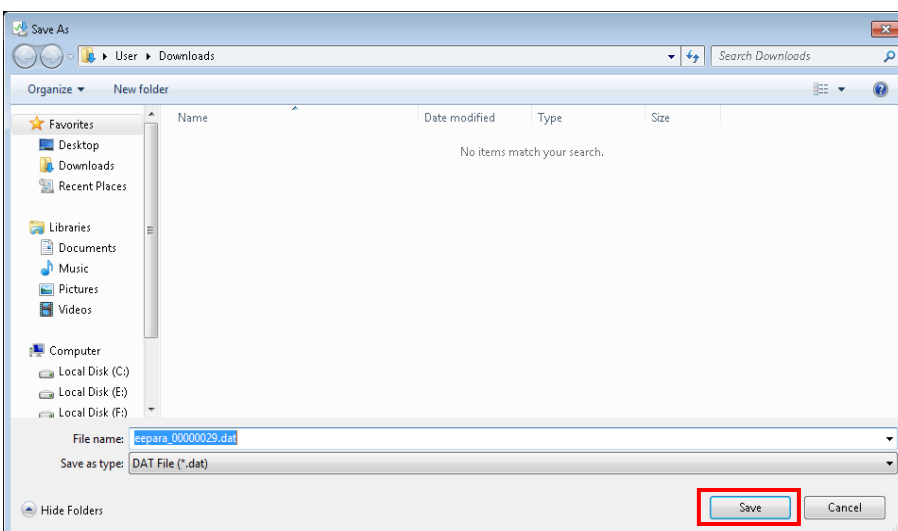 Save As
User ▸ Downloads
Search Downloads
Organize
New folder
Favorites
Desktop
Downloads
Recent Places
Libraries
Documents
Music
Pictures
Videos
Computer
Local Disk (C:)
Local Disk (E:)
Local Disk (F:)
Name Date modified Type Size
No items match your search.
File name: eepara_00000029.dat
Save as type: DAT File (*.dat)
Hide Folders
Save
Cancel